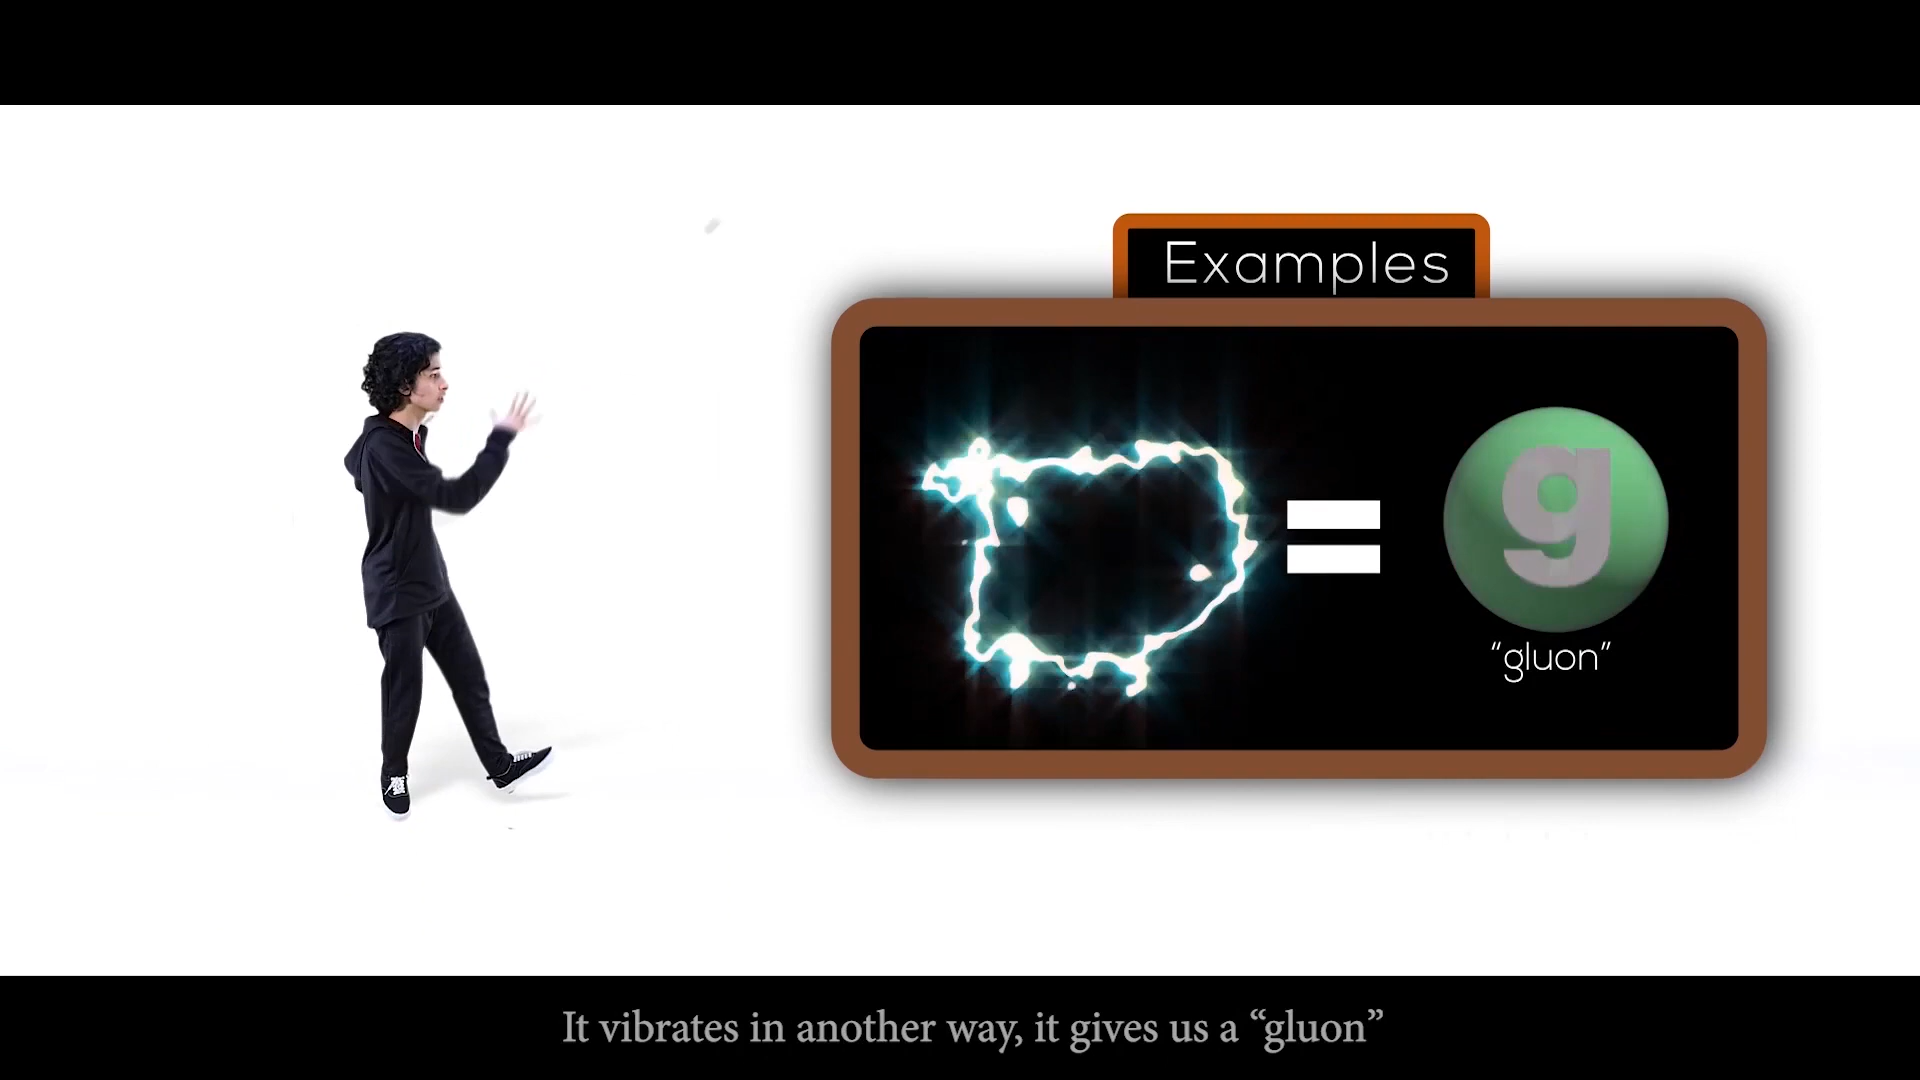 Examples
g
“gluon”
It vibrates in another way, it gives us a “gluon”